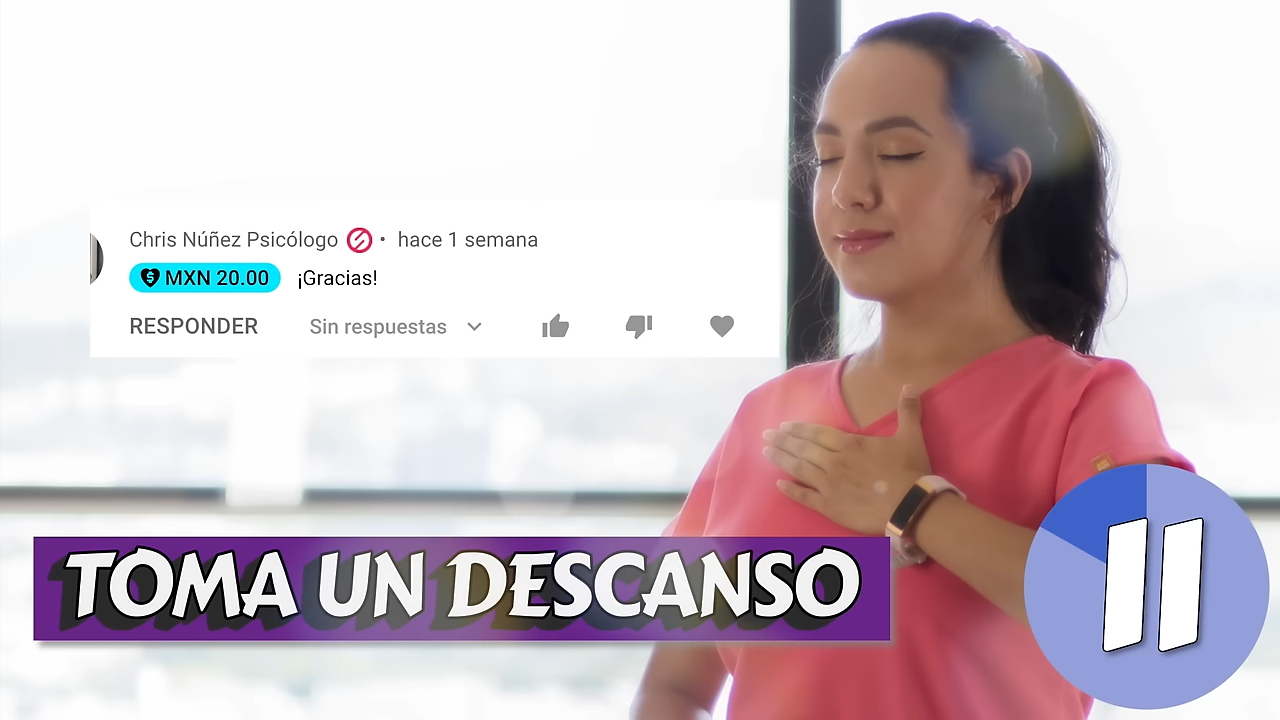 Chris Núñez Psicólogo • hace 1 semana
MXN 20.00 ¡Gracias!
RESPONDER Sin respuestas
TOMA UN DESCANSO